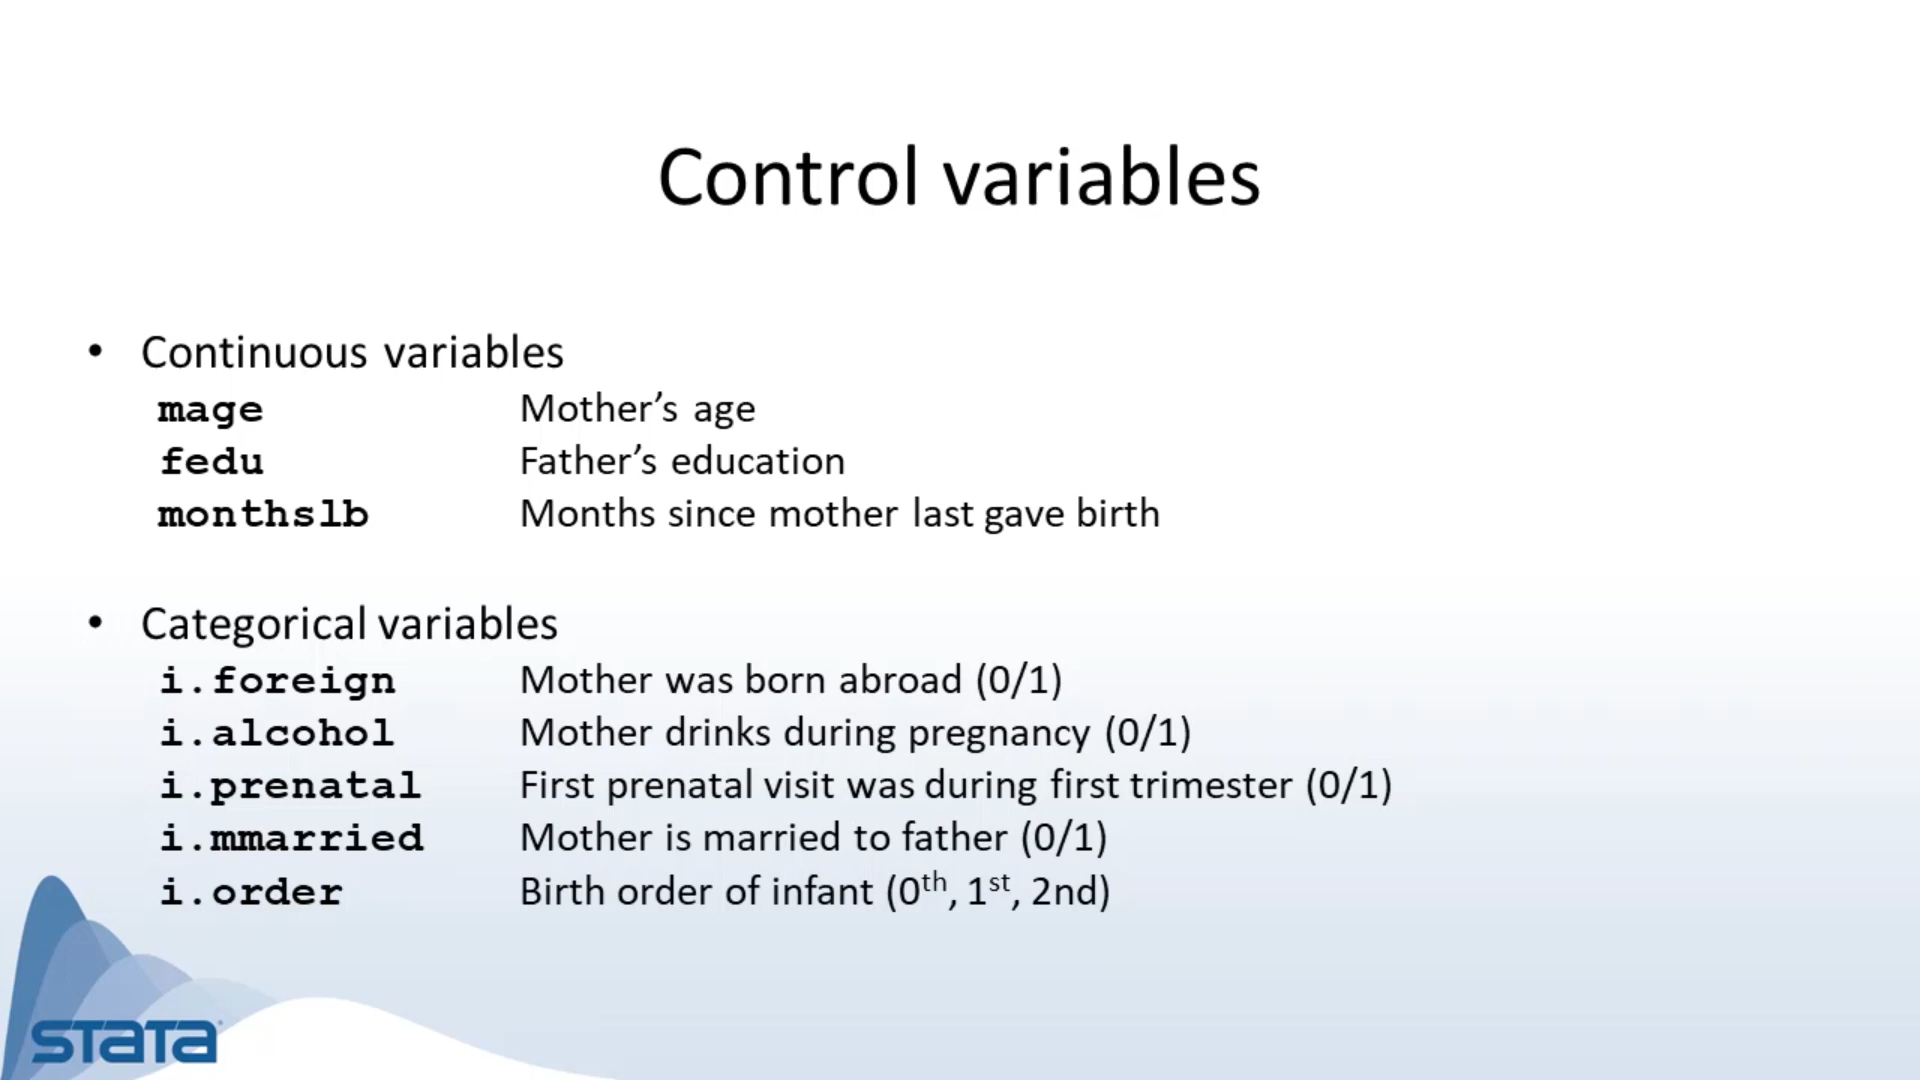 Control variables
• Continuous variables
mage Mother’s age
fedu Father’s education
monthslb Months since mother last gave birth
• Categorical variables
i.foreign Mother was born abroad (0/1)
i.alcohol Mother drinks during pregnancy (0/1)
i.prenatal First prenatal visit was during first trimester (0/1)
i.mmarried Mother is married to father (0/1)
i.order Birth order of infant (0th, 1st, 2nd)
stata